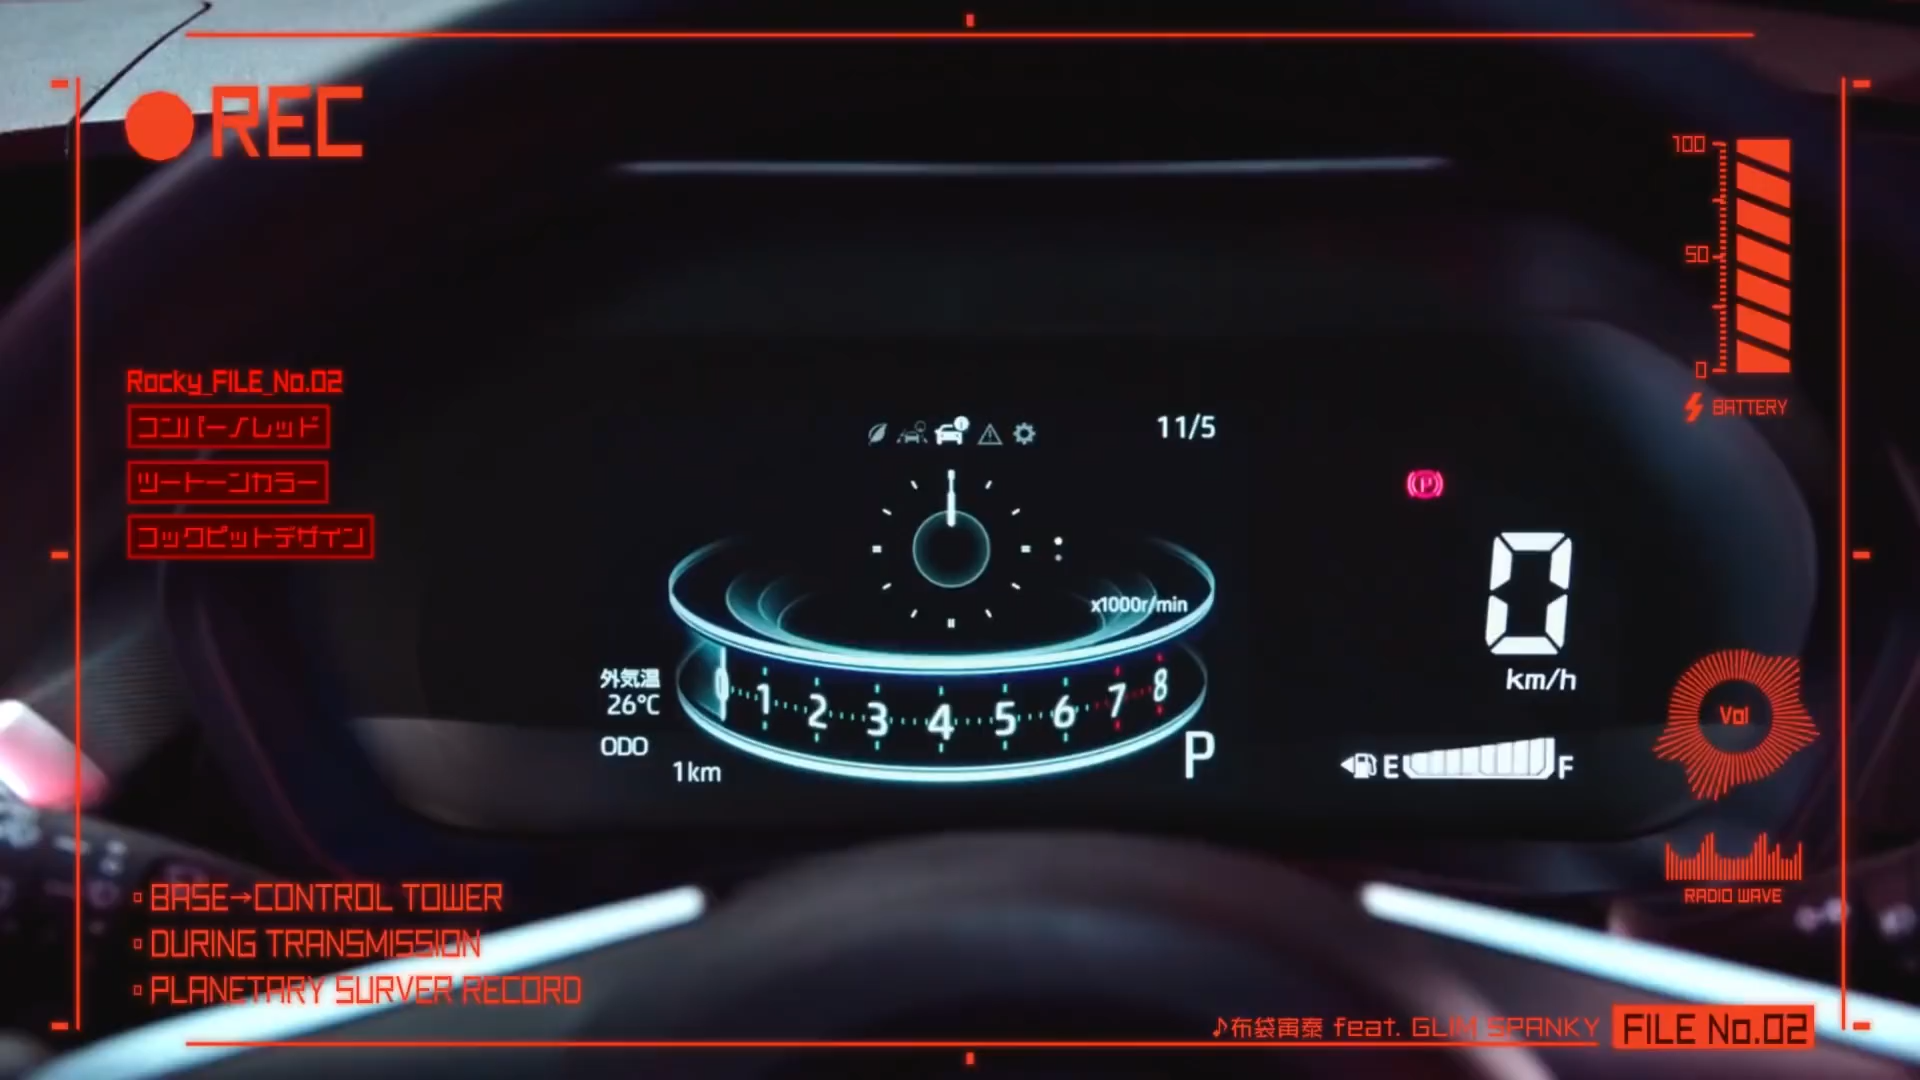 REC
100
50
0
BATTERY
Rocky_FILE_No.02
コンパーノレッド
ツートーンカラー
コックピットデザイン
11/5
P
x1000r/min
0
km/h
外気温
26°C
0 1 2 3 4 5 6 7 8
ODO
1km
P
E F
Vol
RADIO WAVE
BASE→CONTROL TOWER
DURING TRANSMISSION
PLANETARY SURVER RECORD
♪布袋寅泰 feat. GLIM SPANKY
FILE No.02